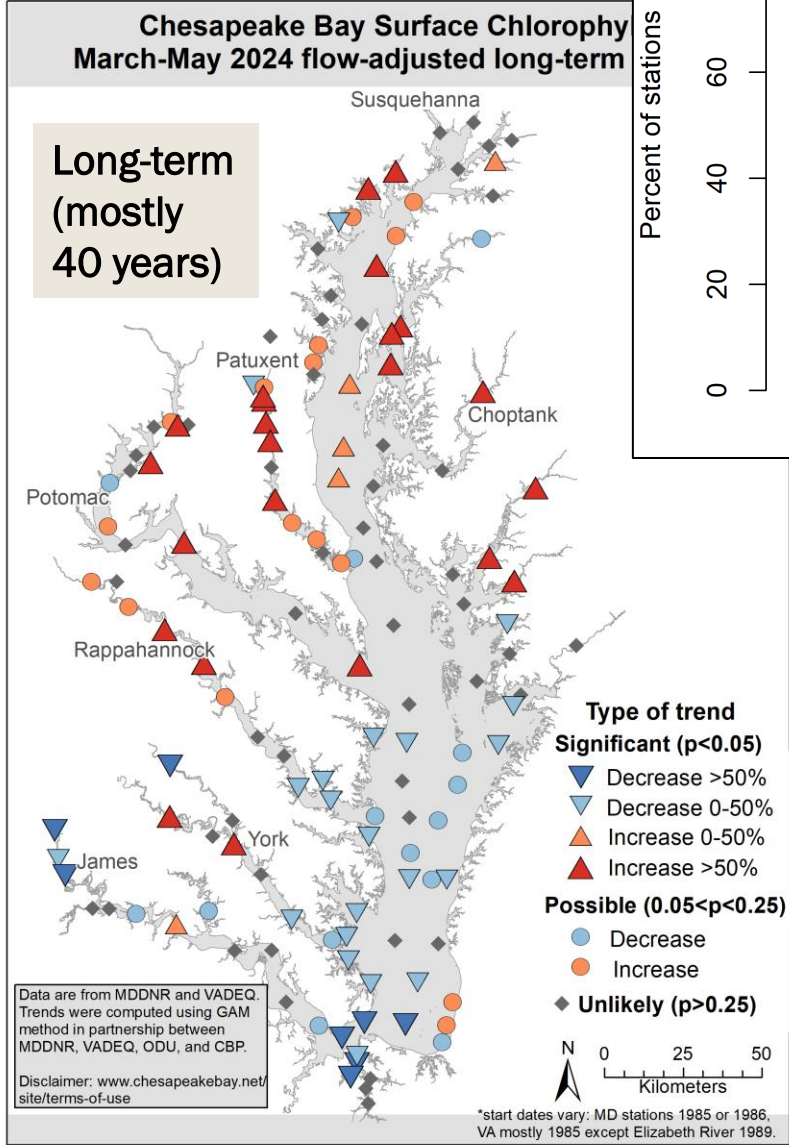 Chesapeake Bay Surface Chlorophyl
March-May 2024 flow-adjusted long-term
Percent of stations
60
40
20
0
Long-term
(mostly
40 years)
Susquehanna
Patuxent
Choptank
Potomac
Rappahannock
York
James
Type of trend
Significant (p<0.05)
Decrease >50%
Decrease 0-50%
Increase 0-50%
Increase >50%
Possible (0.05<p<0.25)
Decrease
Increase
Unlikely (p>0.25)
N
0 25 50
Kilometers
Data are from MDDNR and VADEQ.
Trends were computed using GAM
method in partnership between
MDDNR, VADEQ, ODU, and CBP.
Disclaimer: www.chesapeakebay.net/
site/terms-of-use
*start dates vary: MD stations 1985 or 1986,
VA mostly 1985 except Elizabeth River 1989.